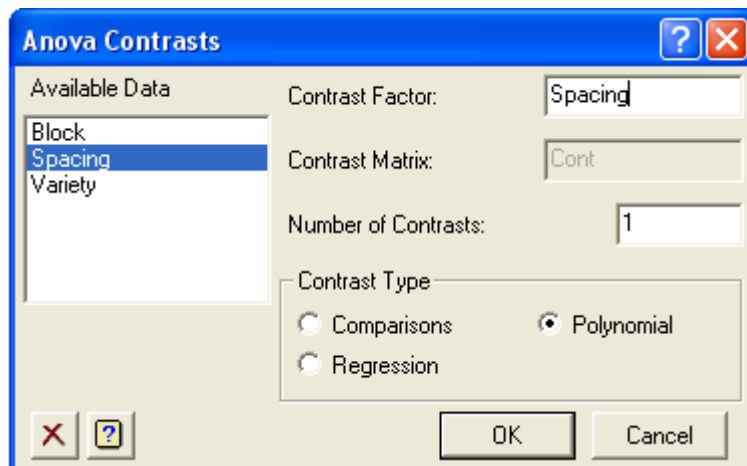 Anova Contrasts
Available Data
Block
Spacing
Variety
Contrast Factor:
Spacing
Contrast Matrix:
Cont
Number of Contrasts:
1
Contrast Type
Comparisons
Polynomial
Regression
OK
Cancel